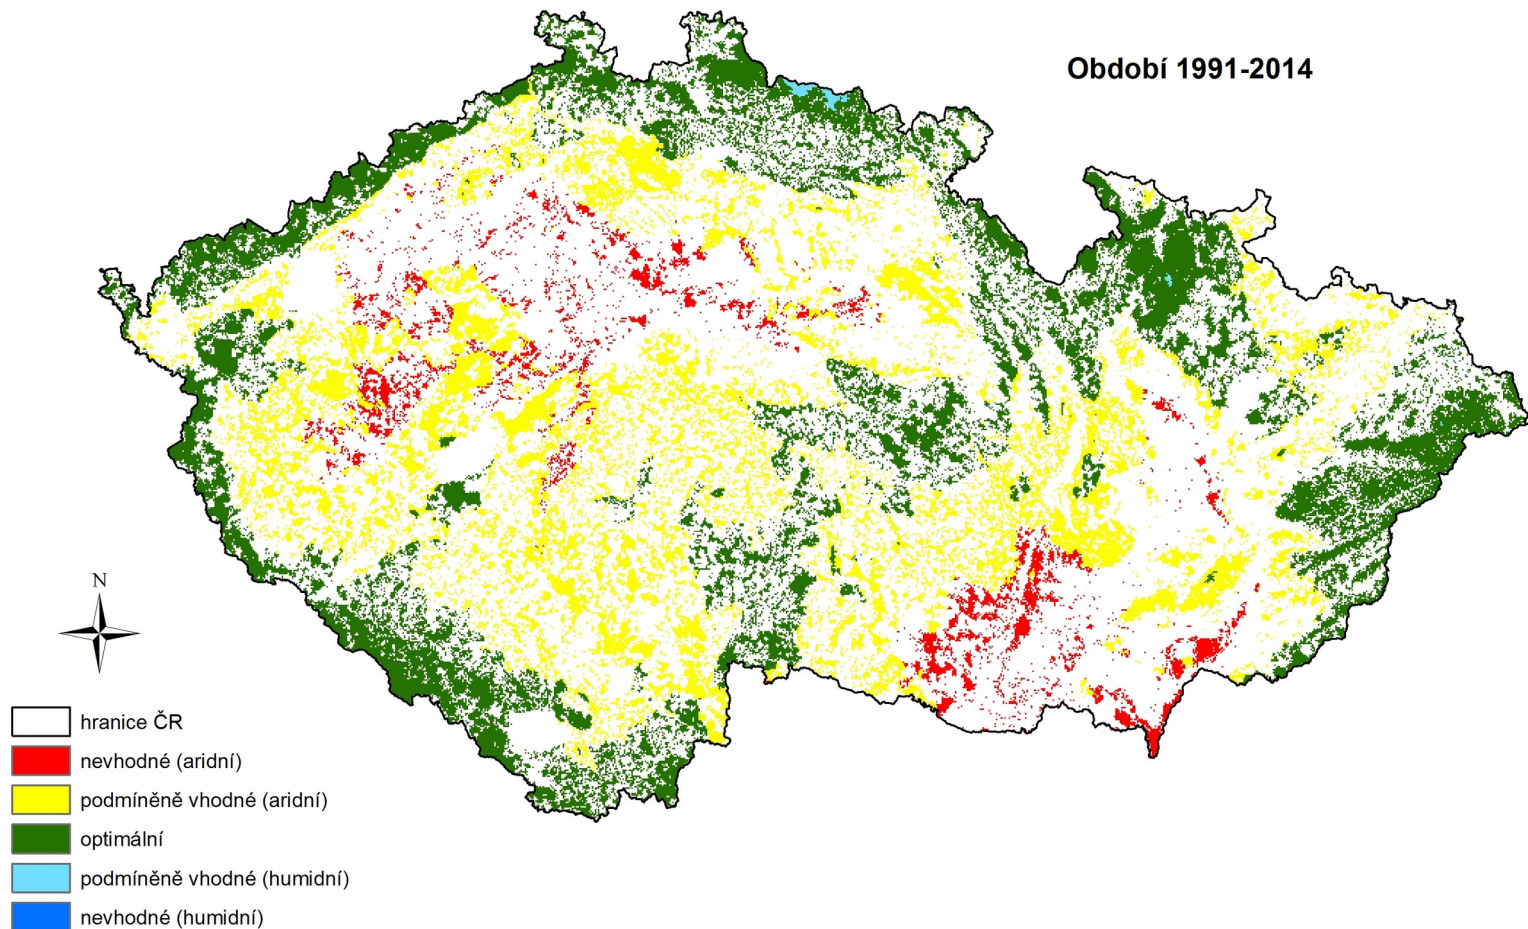 Období 1991-2014
N
hranice ČR
nevhodné (aridní)
podmíněně vhodné (aridní)
optimální
podmíněně vhodné (humidní)
nevhodné (humidní)